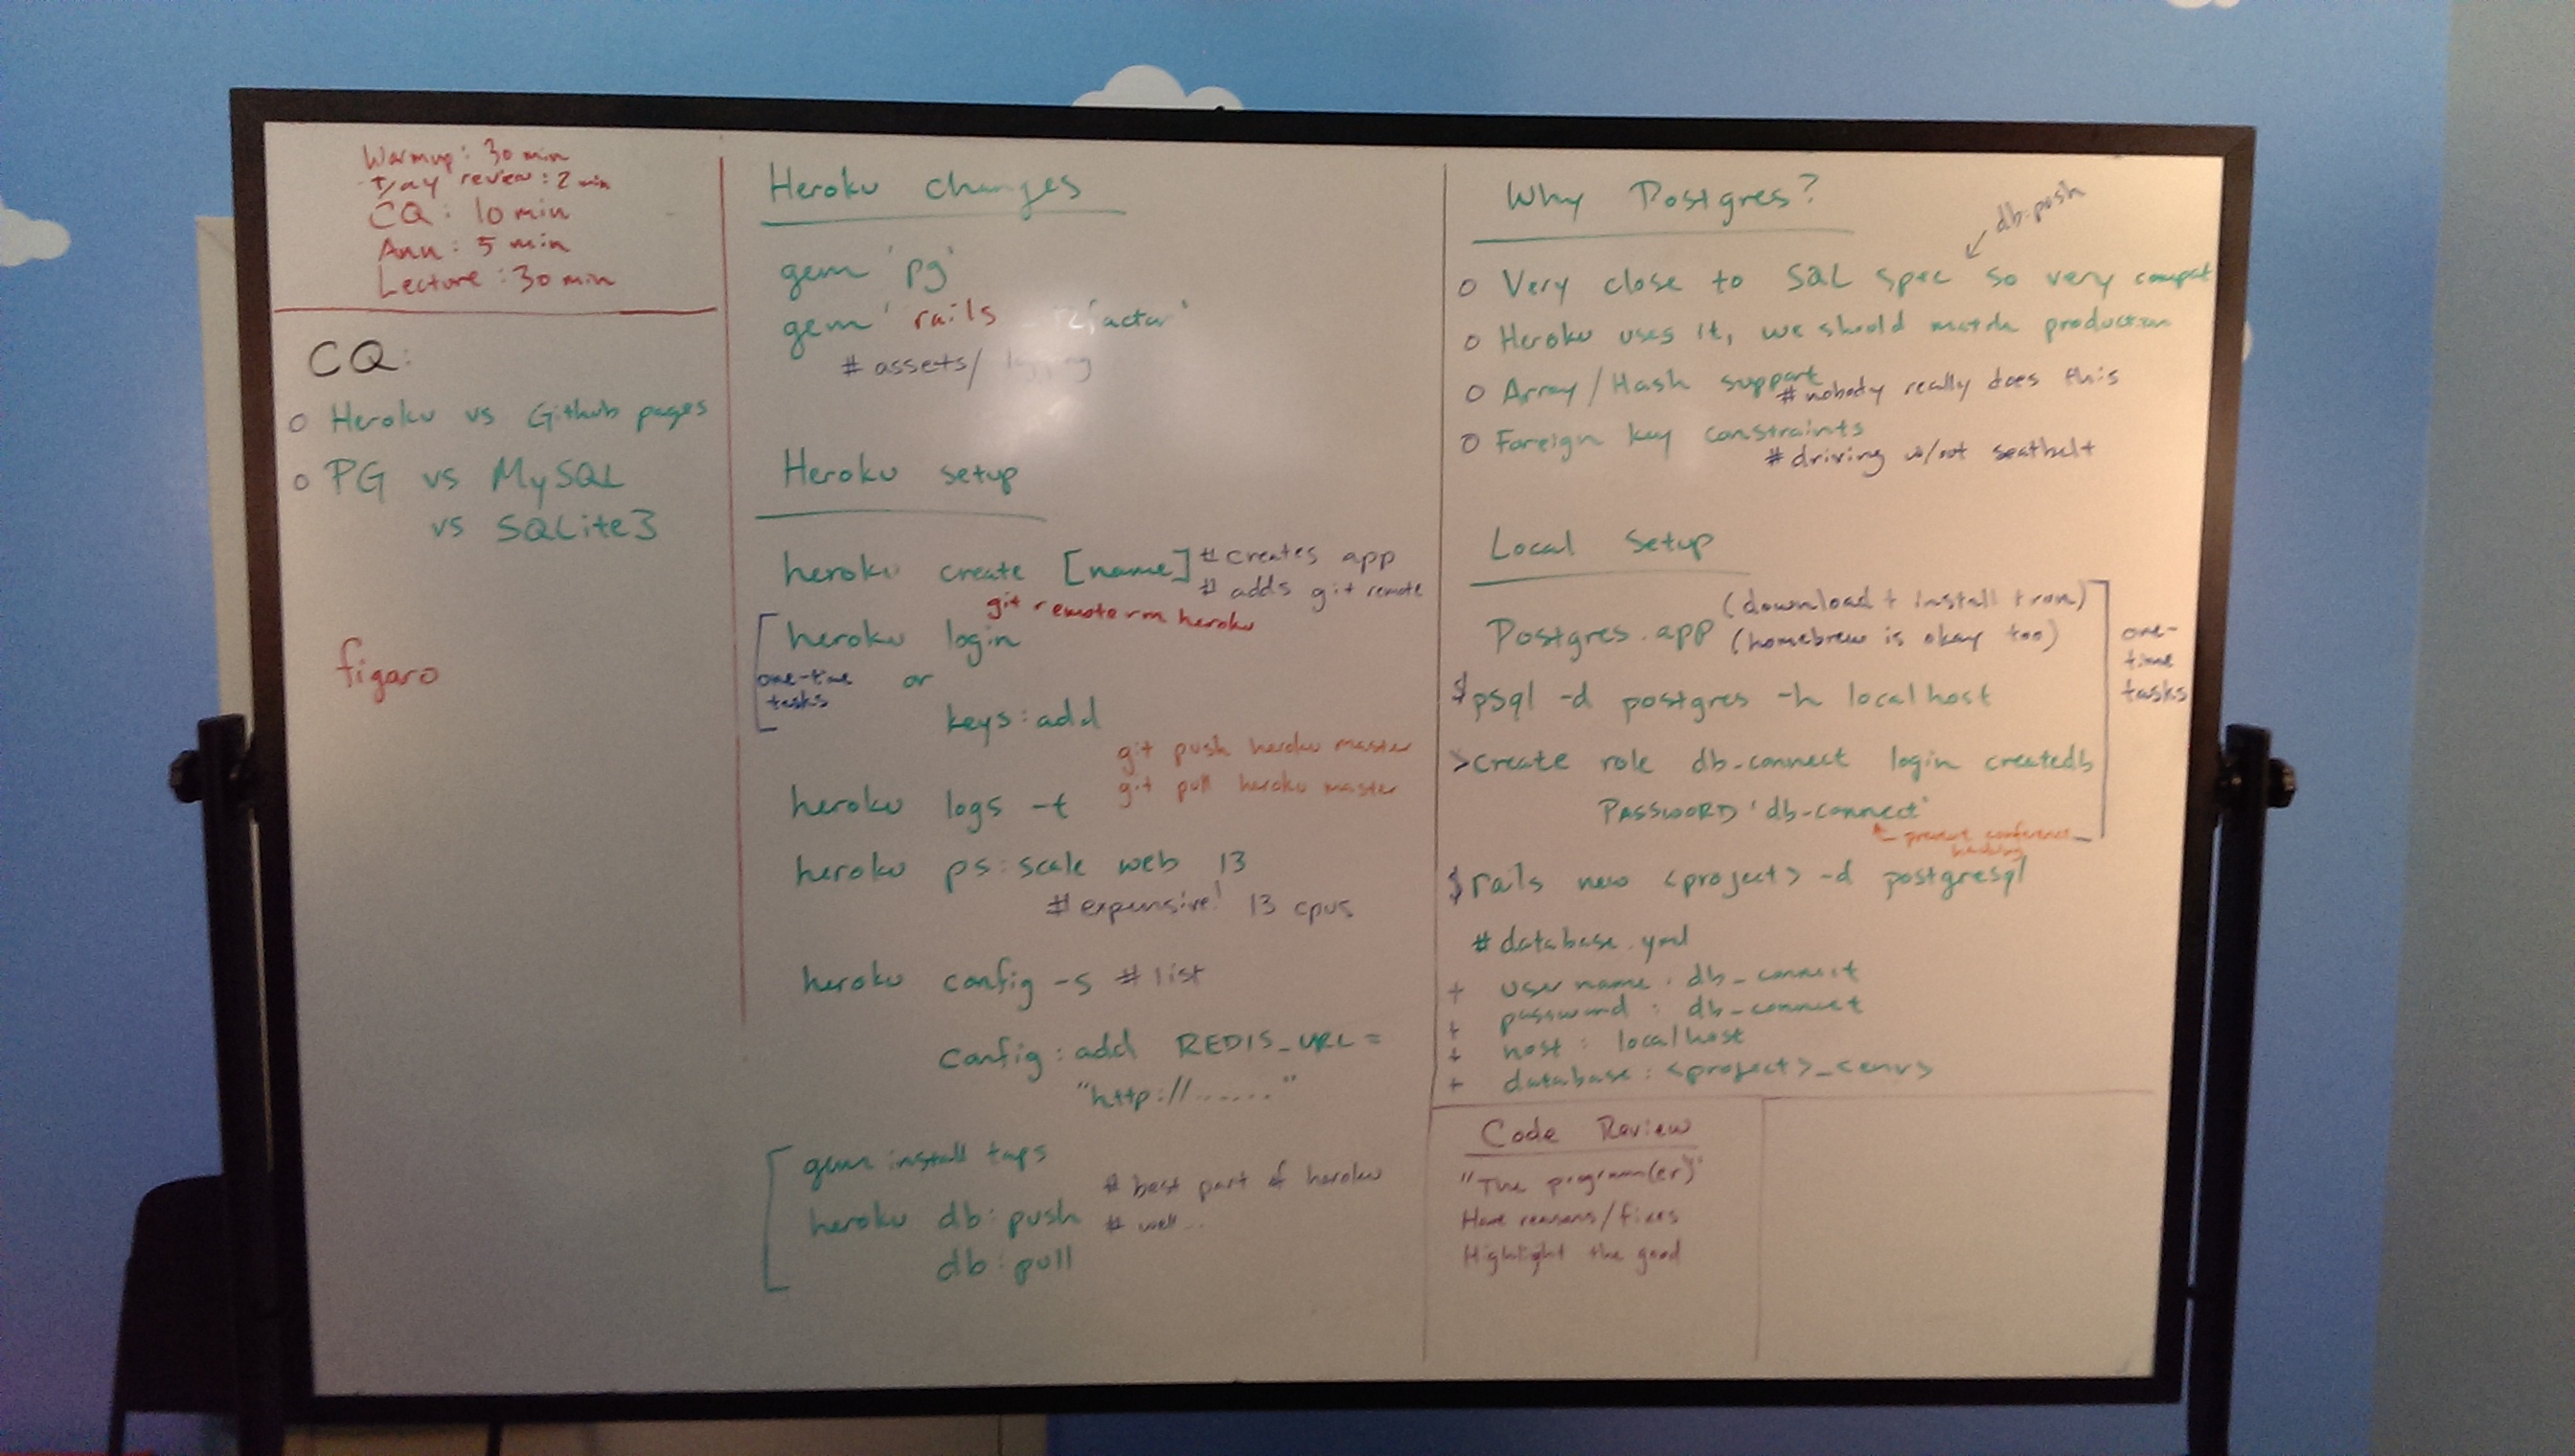 Warmup: 30 min
review: 2 min
CQ: 10 min
Ann: 5 min
Lecture: 30 min
CQ:
o Heroku vs Github pages
o PG vs MySQL
vs SQLite3
figaro
Heroku changes
gem 'pg'
gem 'rails
# assets/
Heroku setup
heroku create [name] # creates app
# adds git remote
git remote rm heroku
heroku login
one-time
tasks
or
keys:add
git push heroku master
git pull heroku master
heroku logs -t
heroku ps:scale web 13
# expensive! 13 cpus
heroku config -s # list
config:add REDIS_URL =
"http://......"
gem install taps
heroku db:push # best part of heroku
# well...
db:pull
Why Postgres?
db:push
o Very close to SQL spec so very compat
o Heroku uses it, we should match production
o Array/Hash support
# nobody really does this
o Foreign key constraints
# driving w/out seatbelt
Local Setup
(download + install + run)
Postgres.app (homebrew is okay too)
one-
time
tasks
$ psql -d postgres -h localhost
> create role db_connect login createdb
PASSWORD 'db_connect'
prevent conference
hacking
$ rails new <project> -d postgresql
# database.yml
+ username: db_connect
+ password: db_connect
+ host: localhost
+ database: <project>_<env>
Code Review
"The program(er)"
Have reasons/fixes
Highlight the good